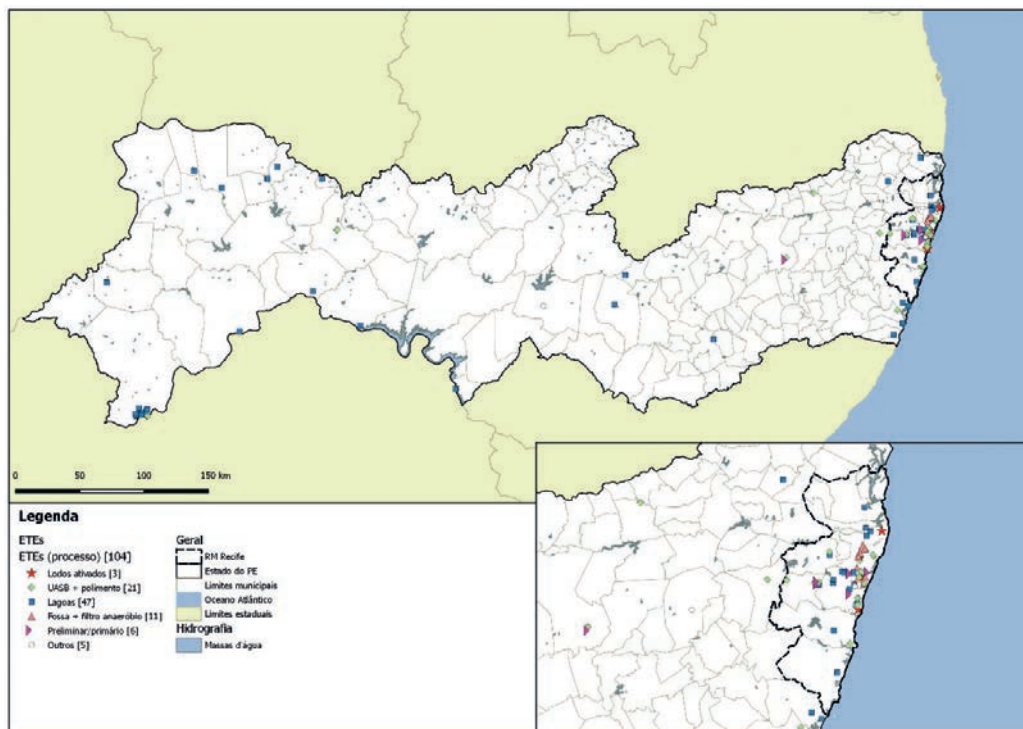 0 50 100 150 km
Legenda
ETEs
ETEs (processo) [104]
Lodos ativados [3]
UASB + polimento [21]
Lagoas [47]
Fossa + filtro anaeróbio [11]
Preliminar/primário [6]
Outros [5]
Geral
RM Recife
Estado do PE
Limites municipais
Oceano Atlântico
Limites estaduais
Hidrografia
Massas d'água